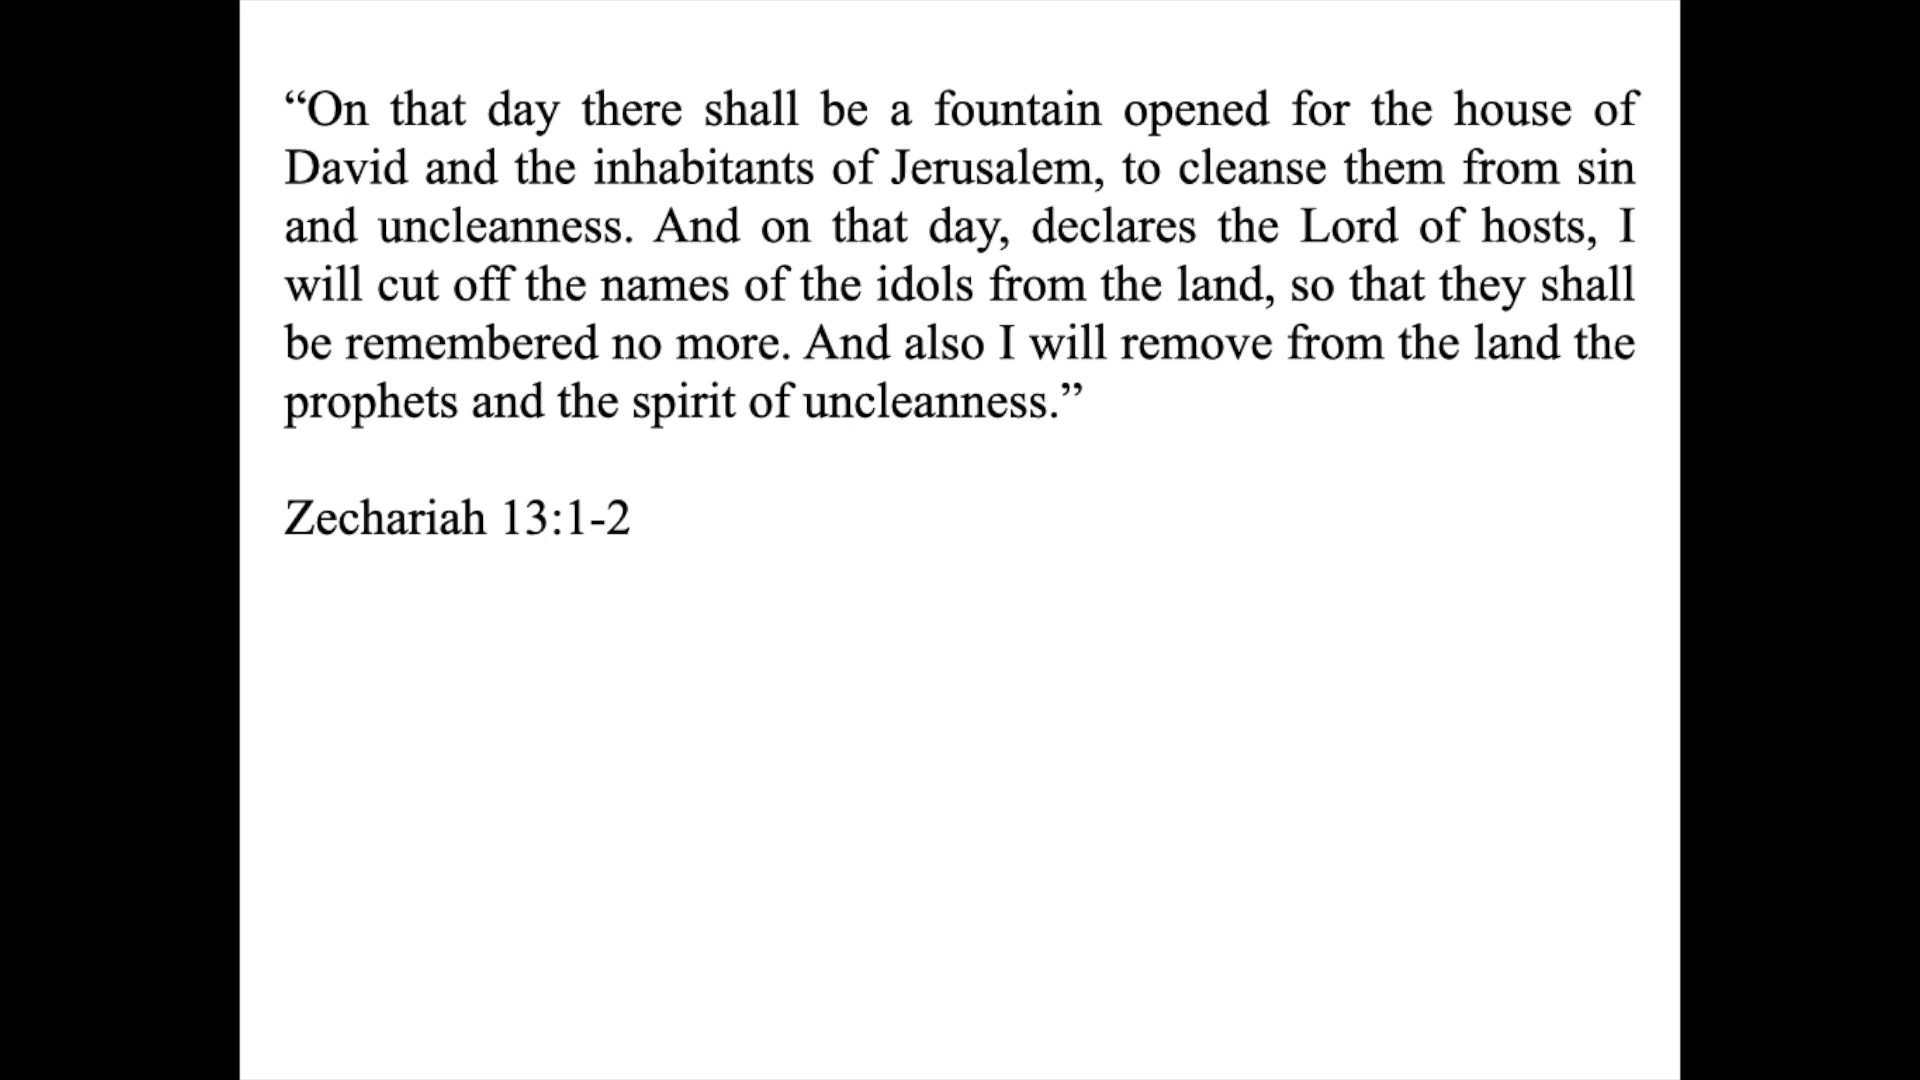 “On that day there shall be a fountain opened for the house of
David and the inhabitants of Jerusalem, to cleanse them from sin
and uncleanness. And on that day, declares the Lord of hosts, I
will cut off the names of the idols from the land, so that they shall
be remembered no more. And also I will remove from the land the
prophets and the spirit of uncleanness.”
Zechariah 13:1-2